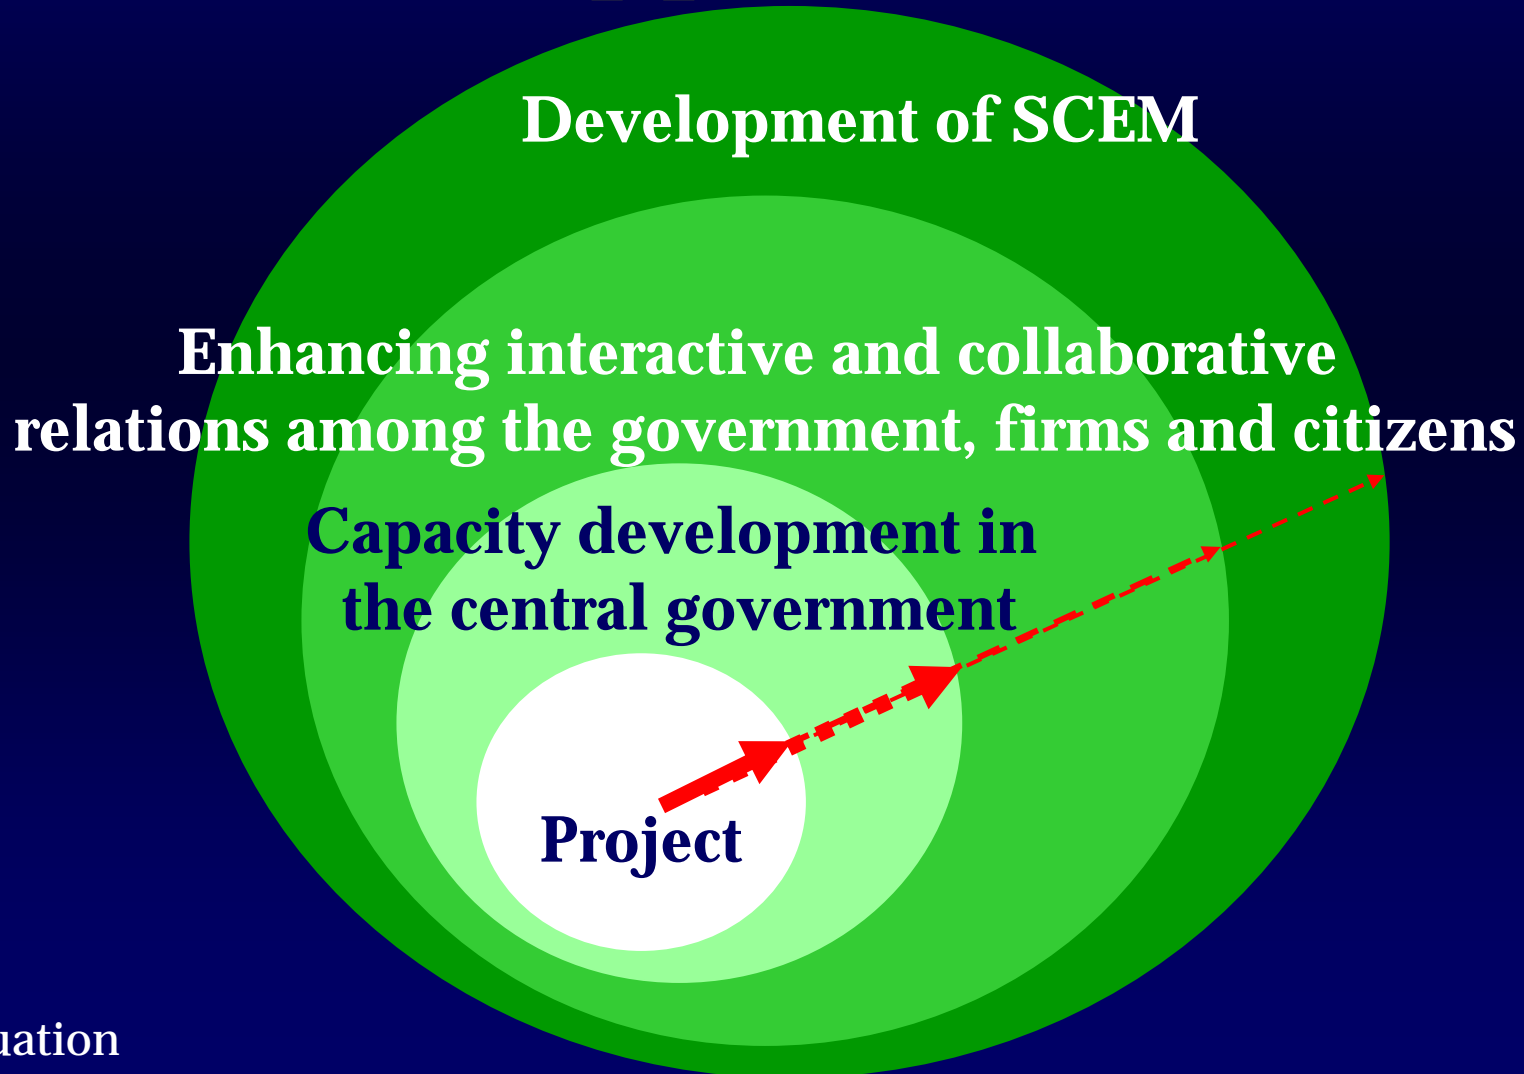 Development of SCEM
Enhancing interactive and collaborative
relations among the government, firms and citizens
Capacity development in
the central government
Project
uation